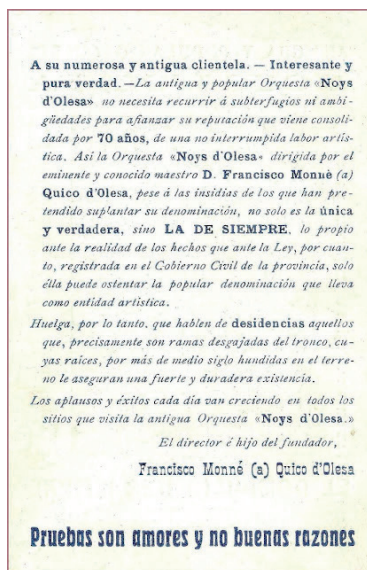 A su numerosa y antigua clientela. — Interesante y
pura verdad. —La antigua y popular Orquesta «Noys
d'Olesa» no necesita recurrir á subterfugios ni ambi-
güedades para afianzar su reputación que viene consoli-
dada por 70 años, de una no interrumpida labor artís-
tica. Asi la Orquesta «Noys d'Olesa» dirigida por el
eminente y conocido maestro D. Francisco Monnè (a)
Quico d'Olesa, pese á las insidias de los que han pre-
tendido suplantar su denominación, no solo es la única
y verdadera, sino LA DE SIEMPRE, lo propio
ante la realidad de los hechos que ante la Ley, por cuan-
to, registrada en el Gobierno Civil de la provincia, solo
élla puede ostentar la popular denominación que lleva
como entidad artistica.
Huelga, por lo tanto. que hablen de desidencias aquellos
que, precisamente son ramas desgajadas del tronco, cu-
yas raíces, por más de medio siglo hundidas en el terre-
no le aseguran una fuerte y duradera existencia.
Los aplausos y éxitos cada día van creciendo en todos los
sitios que visita la antigua Orquesta «Noys d'Olesa.»
El director é hijo del fundador,
Francisco Monné (a) Quico d'Olesa
Pruebas son amores y no buenas razones